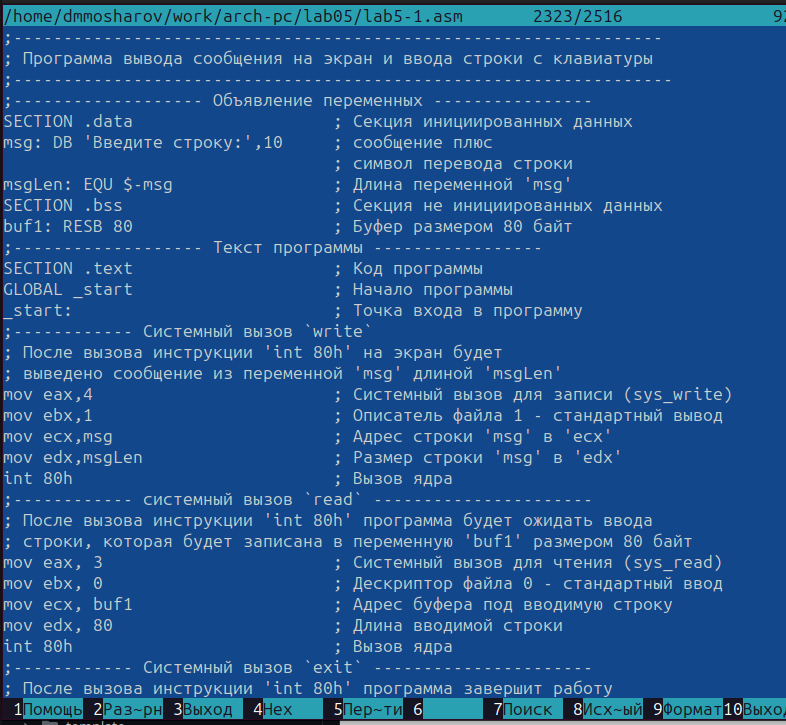 /home/dmmosharov/work/arch-pc/lab05/lab5-1.asm       2323/2516               92
;-----------------------------------------------------------------
; Программа вывода сообщения на экран и ввода строки с клавиатуры
;------------------------------------------------------------------
;------------------- Объявление переменных ----------------
SECTION .data                    ; Секция инициированных данных
msg: DB 'Введите строку:',10     ; сообщение плюс
                                 ; символ перевода строки
msgLen: EQU $-msg                ; Длина переменной 'msg'
SECTION .bss                     ; Секция не инициированных данных
buf1: RESB 80                    ; Буфер размером 80 байт
;------------------- Текст программы -----------------
SECTION .text                    ; Код программы
GLOBAL _start                    ; Начало программы
_start:                          ; Точка входа в программу
;------------ Системный вызов `write`
; После вызова инструкции 'int 80h' на экран будет
; выведено сообщение из переменной 'msg' длиной 'msgLen'
mov eax,4                        ; Системный вызов для записи (sys_write)
mov ebx,1                        ; Описатель файла 1 - стандартный вывод
mov ecx,msg                      ; Адрес строки 'msg' в 'ecx'
mov edx,msgLen                   ; Размер строки 'msg' в 'edx'
int 80h                          ; Вызов ядра
;------------ системный вызов `read` ----------------------
; После вызова инструкции 'int 80h' программа будет ожидать ввода
; строки, которая будет записана в переменную 'buf1' размером 80 байт
mov eax, 3                       ; Системный вызов для чтения (sys_read)
mov ebx, 0                       ; Дескриптор файла 0 - стандартный ввод
mov ecx, buf1                    ; Адрес буфера под вводимую строку
mov edx, 80                      ; Длина вводимой строки
int 80h                          ; Вызов ядра
;------------ Системный вызов `exit` ----------------------
; После вызова инструкции 'int 80h' программа завершит работу
1Помощь 2Раз~рн 3Выход 4Hex 5Пер~ти 6 7Поиск 8Исх~ый 9Формат 10Выход